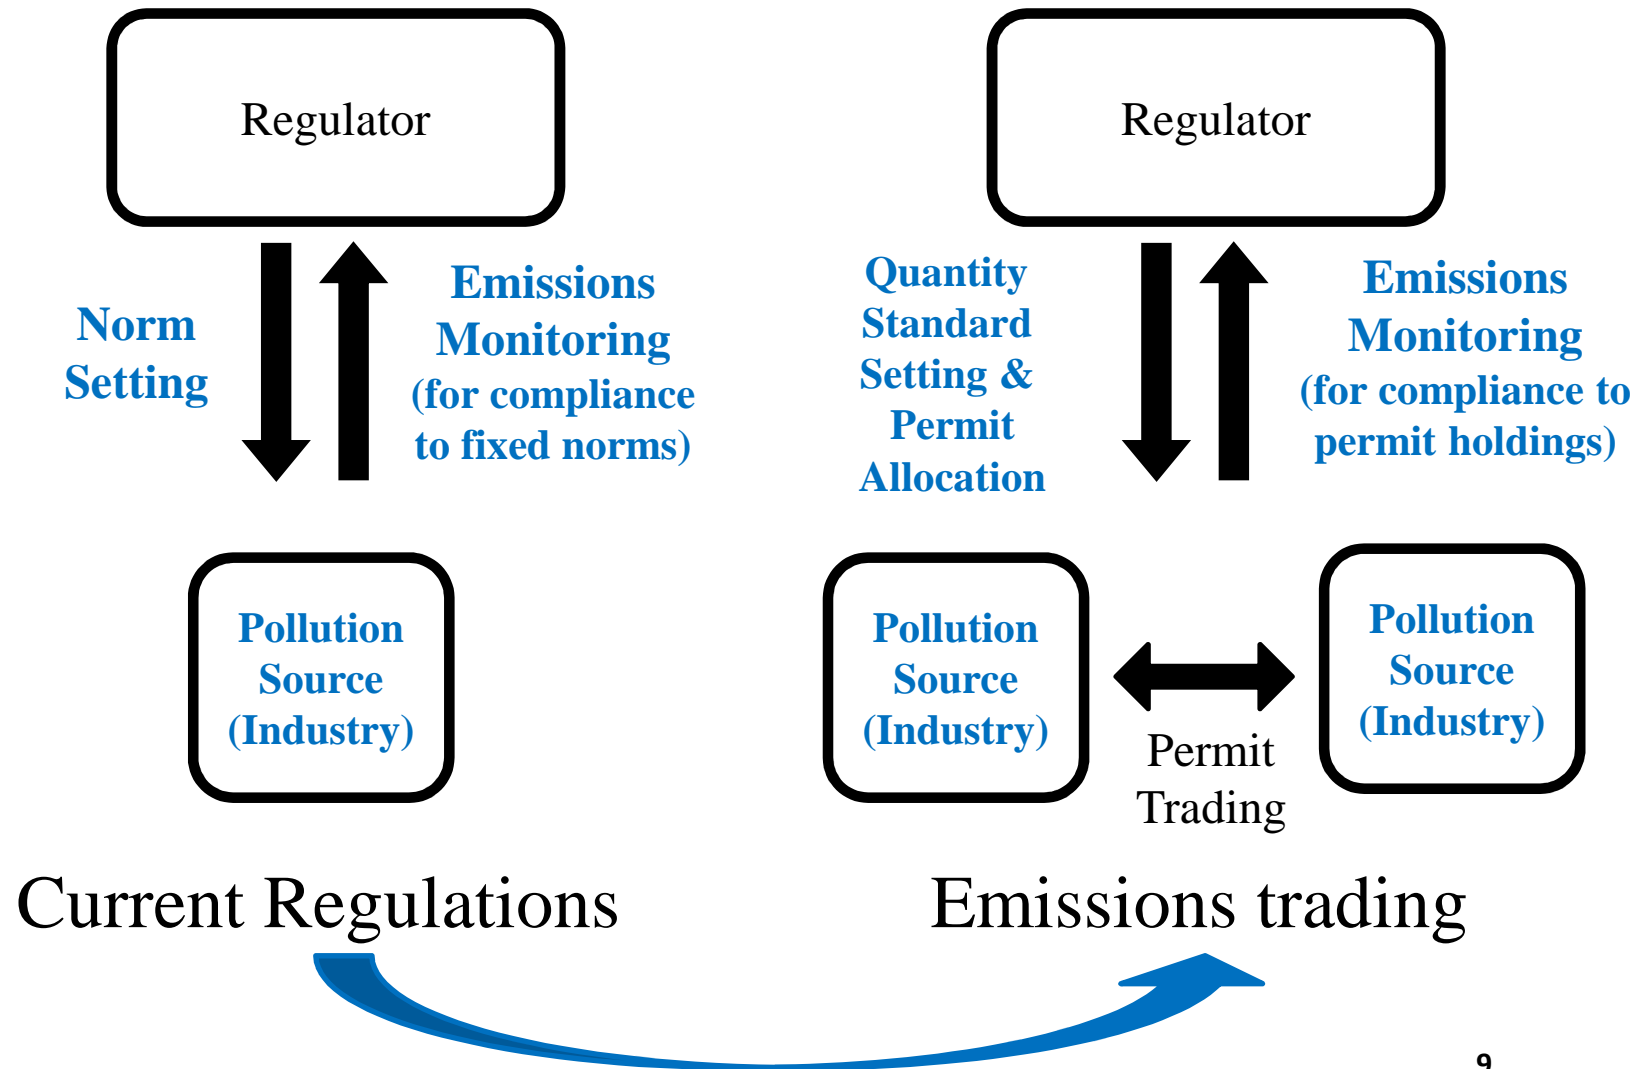 Regulator
Norm
Setting
Emissions
Monitoring
(for compliance
to fixed norms)
Pollution
Source
(Industry)
Current Regulations
Regulator
Quantity
Standard
Setting &
Permit
Allocation
Emissions
Monitoring
(for compliance to
permit holdings)
Pollution
Source
(Industry)
Permit
Trading
Pollution
Source
(Industry)
Emissions trading
9